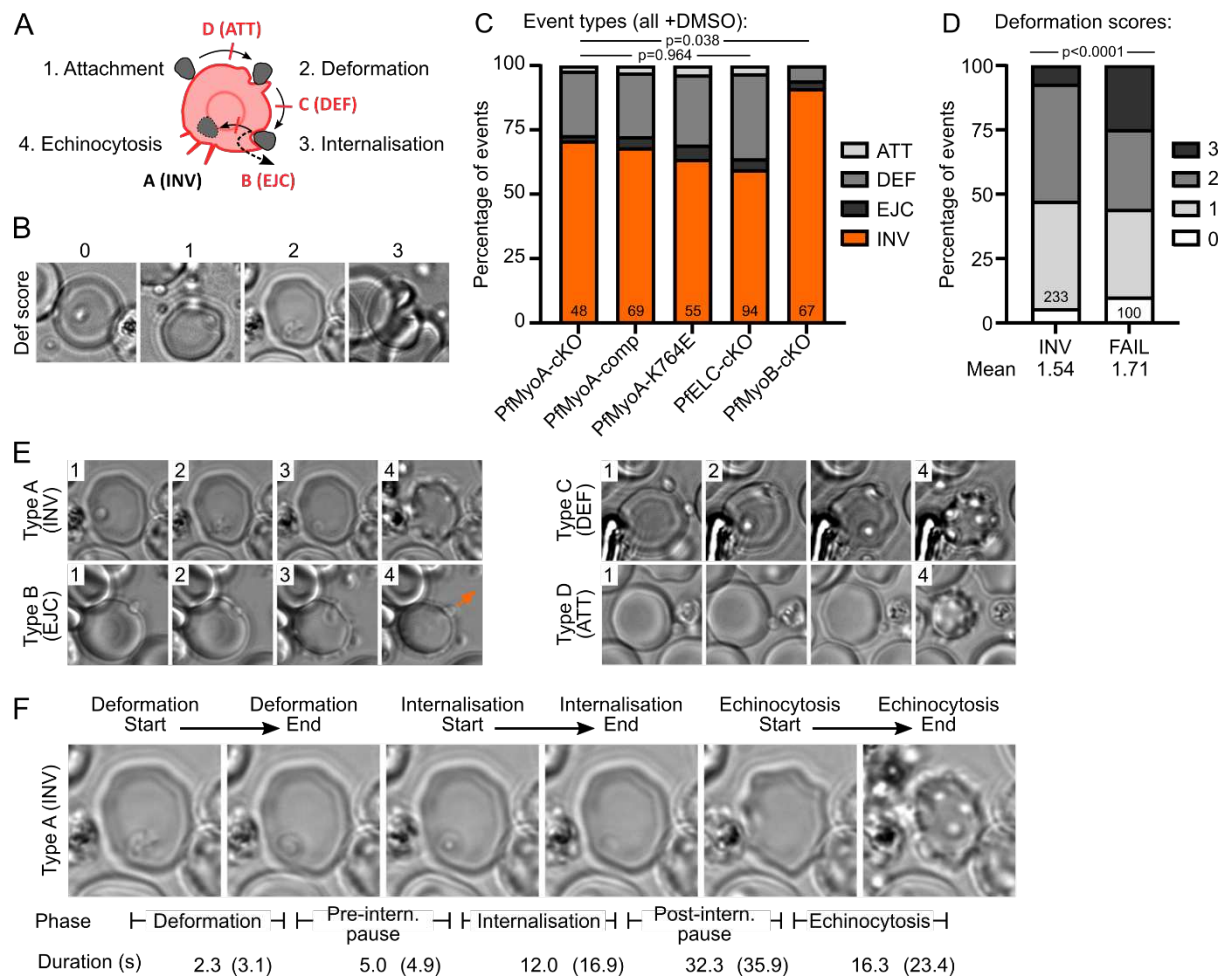 A
D (ATT)
1. Attachment
2. Deformation
C (DEF)
4. Echinocytosis
3. Internalisation
A (INV)
B (EJC)
B
0 1 2 3
Def score
C
Event types (all +DMSO):
p=0.038
p=0.964
Percentage of events
100
75
50
25
0
48 69 55 94 67
PfMyoA-cKO
PfMyoA-comp
PfMyoA-K764E
PfELC-cKO
PfMyoB-cKO
ATT
DEF
EJC
INV
D
Deformation scores:
p<0.0001
Percentage of events
100
75
50
25
0
233 100
INV FAIL
Mean 1.54 1.71
3
2
1
0
E
Type A
(INV)
1 2 3 4
Type B
(EJC)
1 2 3 4
Type C
(DEF)
1 2 4
Type D
(ATT)
1 4
F
Deformation Deformation Internalisation Internalisation Echinocytosis Echinocytosis
Start End Start End Start End
Type A (INV)
Phase Deformation Pre-intern. pause Internalisation Post-intern. pause Echinocytosis
Duration (s) 2.3 (3.1) 5.0 (4.9) 12.0 (16.9) 32.3 (35.9) 16.3 (23.4)